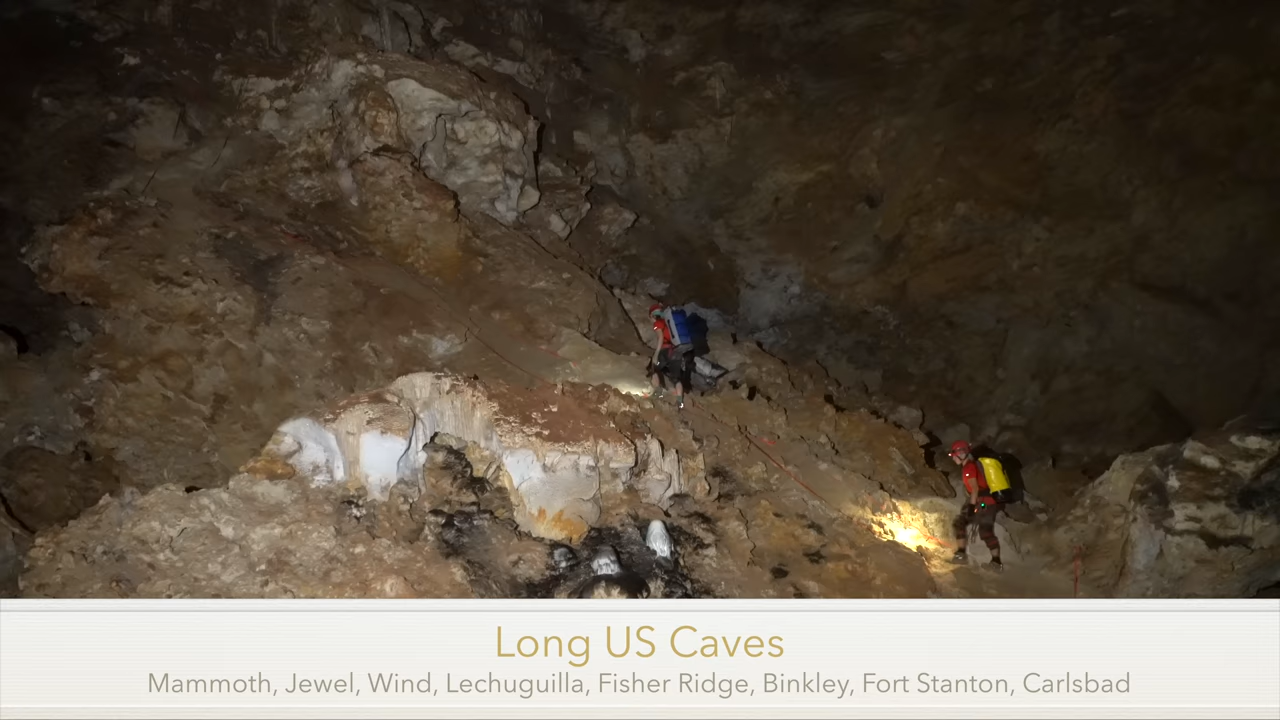 Long US Caves
Mammoth, Jewel, Wind, Lechuguilla, Fisher Ridge, Binkley, Fort Stanton, Carlsbad